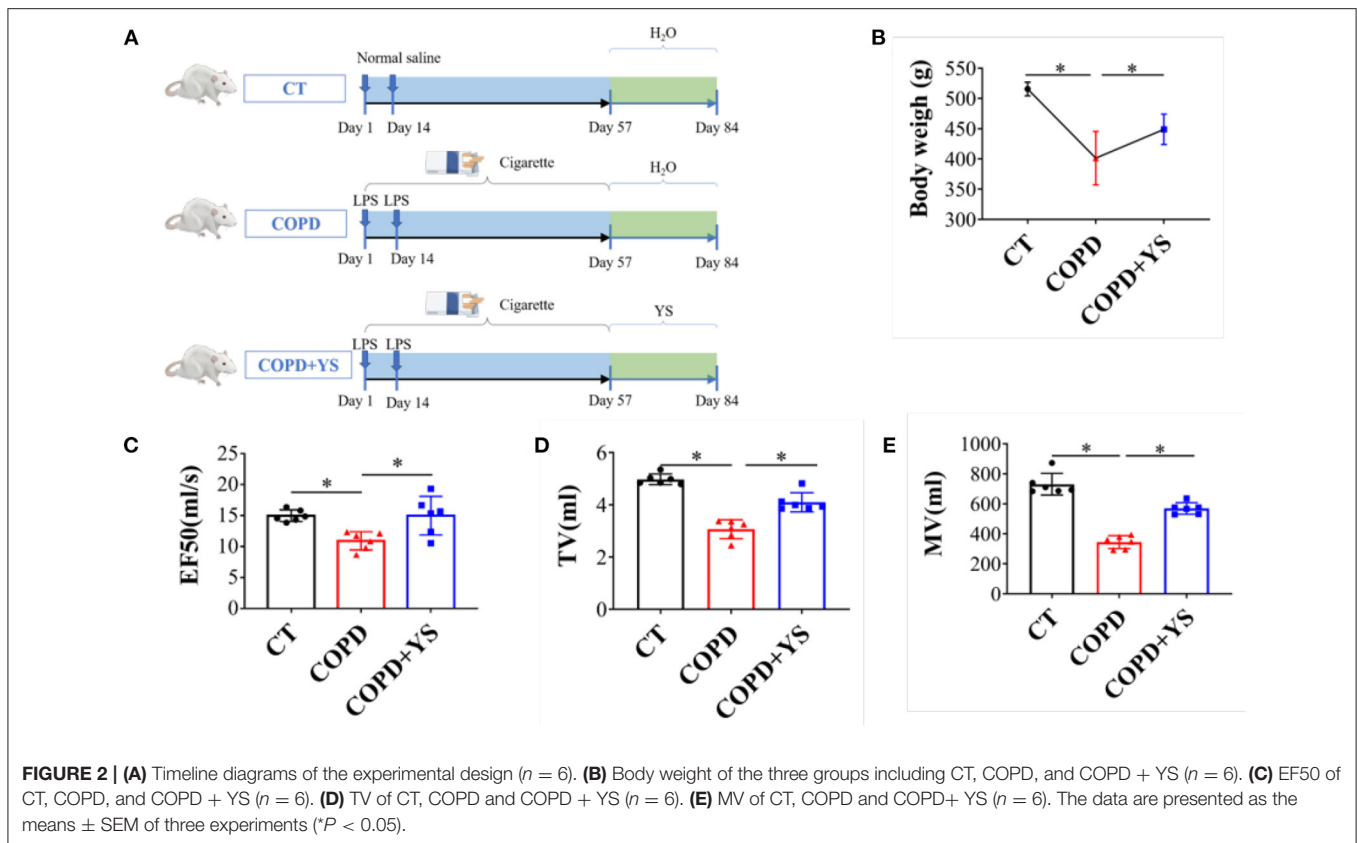 A
Normal saline
H₂O
CT
Day 1 Day 14 Day 57 Day 84
Cigarette
H₂O
LPS LPS
COPD
Day 1 Day 14 Day 57 Day 84
Cigarette
YS
LPS LPS
COPD+YS
Day 1 Day 14 Day 57 Day 84
B
Body weigh (g)
550
500
450
400
350
300
* *
CT COPD COPD+YS
C
EF50(ml/s)
25
20
15
10
5
0
* *
CT COPD COPD+YS
D
TV(ml)
6
4
2
0
* *
CT COPD COPD+YS
E
MV(ml)
1000
800
600
400
200
0
* *
CT COPD COPD+YS
FIGURE 2 | (A) Timeline diagrams of the experimental design (n = 6). (B) Body weight of the three groups including CT, COPD, and COPD + YS (n = 6). (C) EF50 of
CT, COPD, and COPD + YS (n = 6). (D) TV of CT, COPD and COPD + YS (n = 6). (E) MV of CT, COPD and COPD+ YS (n = 6). The data are presented as the
means ± SEM of three experiments (*P < 0.05).